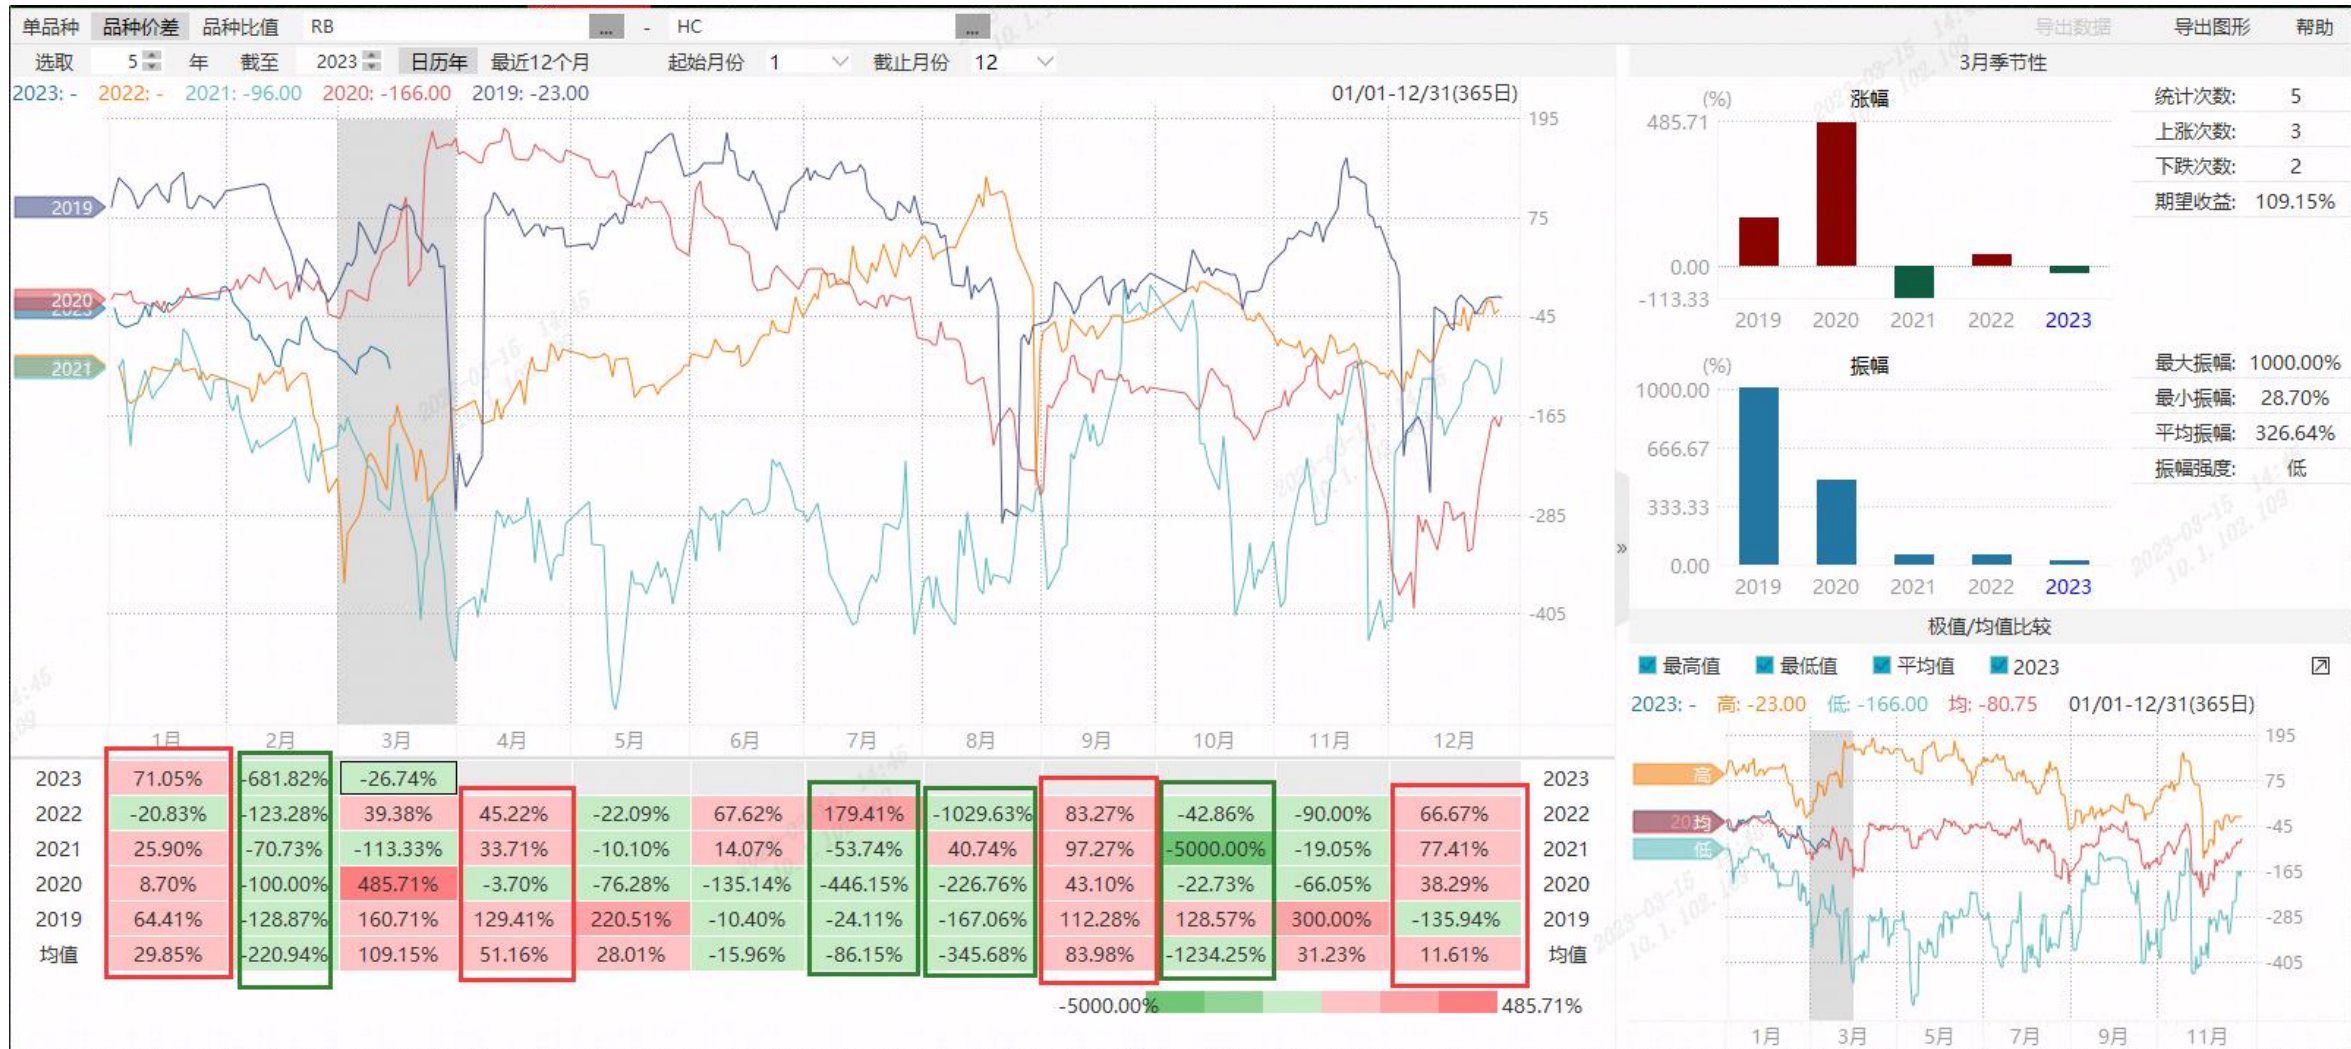 单品种 品种价差 品种比值 RB ... - HC ... 导出数据 导出图形 帮助
选取 5 年 截至 2023 日历年 最近12个月 起始月份 1 截止月份 12
2023: - 2022: - 2021: -96.00 2020: -166.00 2019: -23.00 01/01-12/31(365日)
195
75
-45
-165
-285
-405
2019
2020
2023
2021
1月 2月 3月 4月 5月 6月 7月 8月 9月 10月 11月 12月
2023 71.05% -681.82% -26.74% 2023
2022 -20.83% -123.28% 39.38% 45.22% -22.09% 67.62% 179.41% -1029.63% 83.27% -42.86% -90.00% 66.67% 2022
2021 25.90% -70.73% -113.33% 33.71% -10.10% 14.07% -53.74% 40.74% 97.27% -5000.00% -19.05% 77.41% 2021
2020 8.70% -100.00% 485.71% -3.70% -76.28% -135.14% -446.15% -226.76% 43.10% -22.73% -66.05% 38.29% 2020
2019 64.41% -128.87% 160.71% 129.41% 220.51% -10.40% -24.11% -167.06% 112.28% 128.57% 300.00% -135.94% 2019
均值 29.85% -220.94% 109.15% 51.16% 28.01% -15.96% -86.15% -345.68% 83.98% -1234.25% 31.23% 11.61% 均值
-5000.00% 485.71%
»
3月季节性
(%) 涨幅
485.71
0.00
-113.33
2019 2020 2021 2022 2023
统计次数: 5
上涨次数: 3
下跌次数: 2
期望收益: 109.15%
(%) 振幅
1000.00
666.67
333.33
0.00
2019 2020 2021 2022 2023
最大振幅: 1000.00%
最小振幅: 28.70%
平均振幅: 326.64%
振幅强度: 低
极值/均值比较
最高值 最低值 平均值 2023
2023: - 高: -23.00 低: -166.00 均: -80.75 01/01-12/31(365日)
高
均
低
195
75
-45
-165
-285
-405
1月 3月 5月 7月 9月 11月
2023-03-15 14:45
10.1.102.109